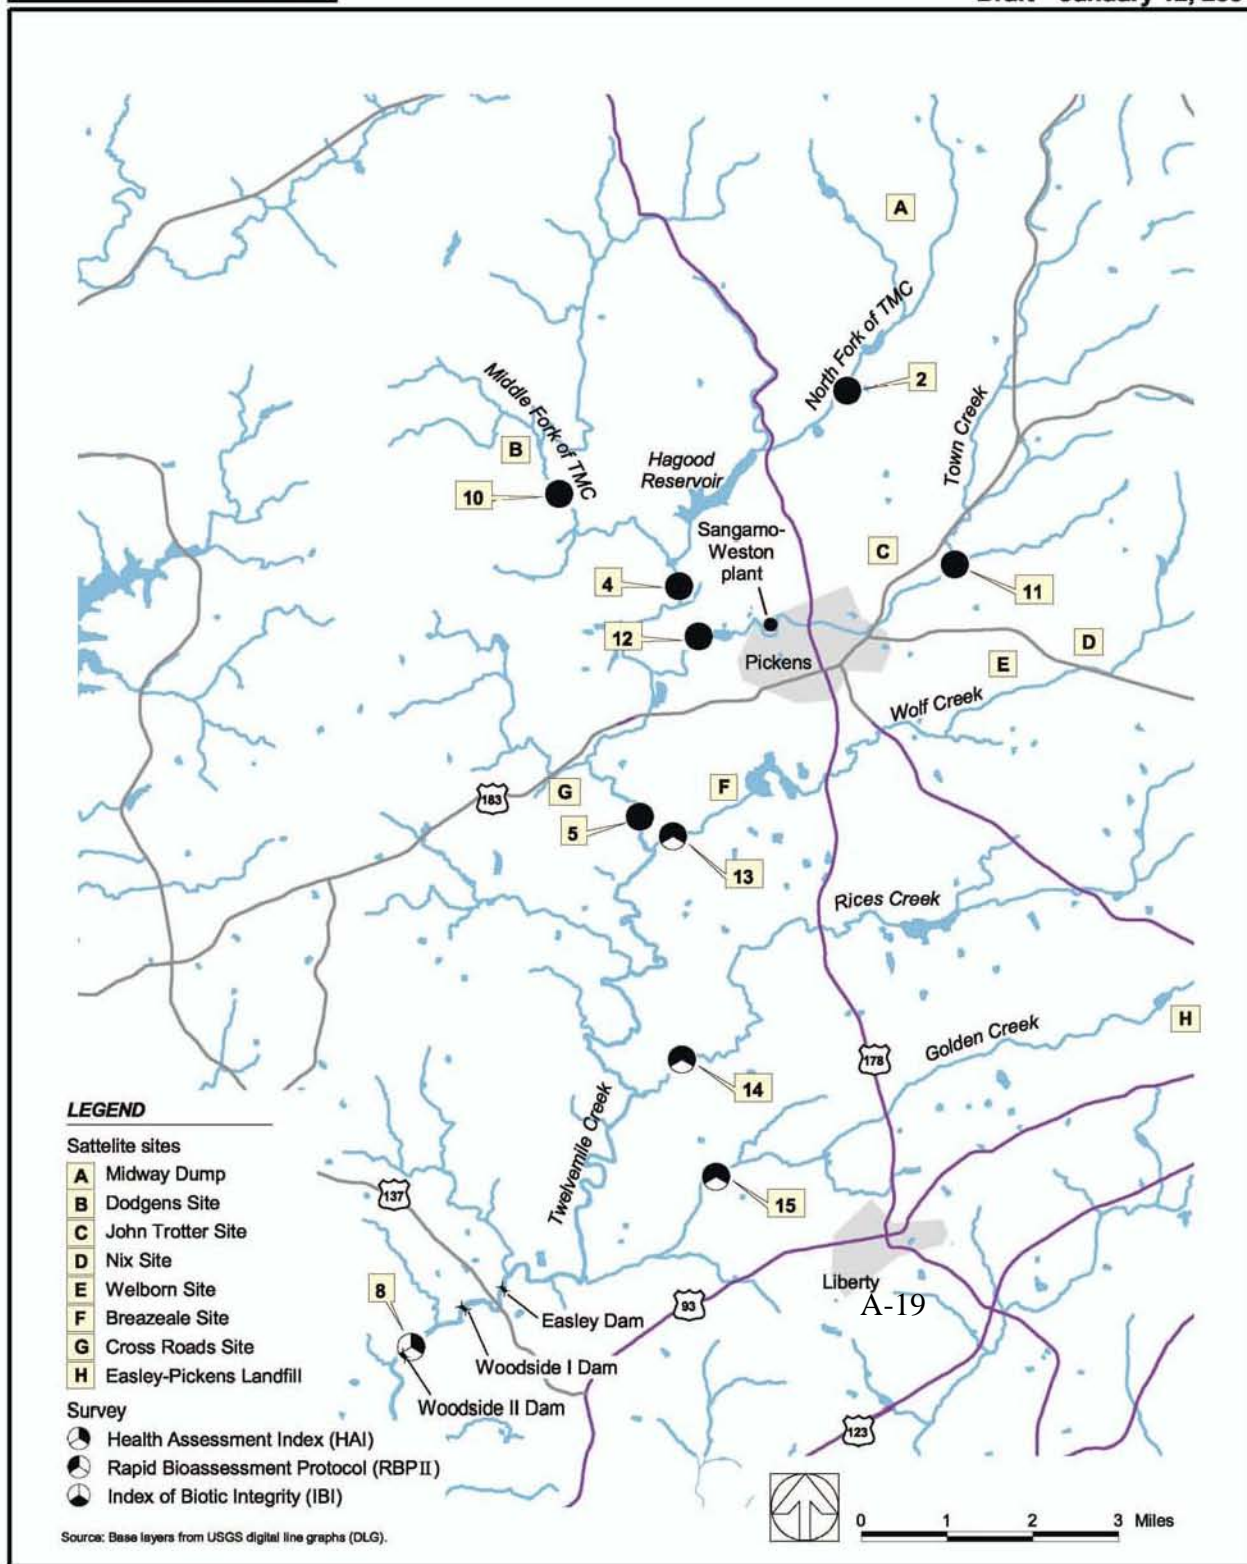 A
North Fork of TMC
2
Middle Fork of TMC
Town Creek
B
Hagood
Reservoir
10
Sangamo-
Weston
plant
C
4
11
12
D
Pickens
E
Wolf Creek
F
G
183
5
13
Rices Creek
H
Golden Creek
178
14
LEGEND
Sattelite sites
A Midway Dump
B Dodgens Site
C John Trotter Site
D Nix Site
E Welborn Site
F Breazeale Site
G Cross Roads Site
H Easley-Pickens Landfill
Survey
Health Assessment Index (HAI)
Rapid Bioassessment Protocol (RBPII)
Index of Biotic Integrity (IBI)
Source: Base layers from USGS digital line graphs (DLG).
Twelvemile Creek
137
15
8
Liberty
A-19
93
Easley Dam
Woodside I Dam
Woodside II Dam
123
0 1 2 3 Miles